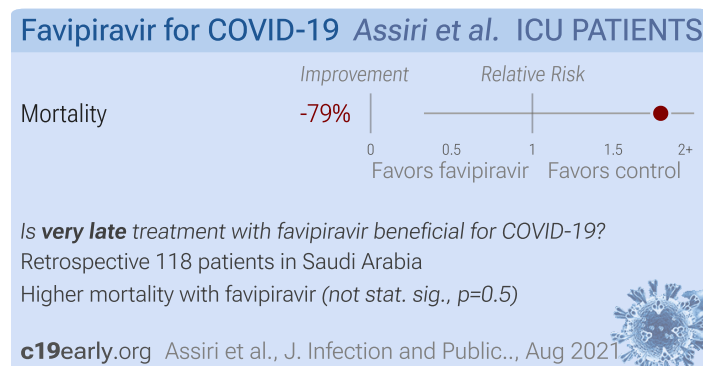 Favipiravir for COVID-19 Assiri et al. ICU PATIENTS
Improvement Relative Risk
Mortality -79%
0 0.5 1 1.5 2+
Favors favipiravir Favors control
Is very late treatment with favipiravir beneficial for COVID-19?
Retrospective 118 patients in Saudi Arabia
Higher mortality with favipiravir (not stat. sig., p=0.5)
c19early.org Assiri et al., J. Infection and Public.., Aug 2021